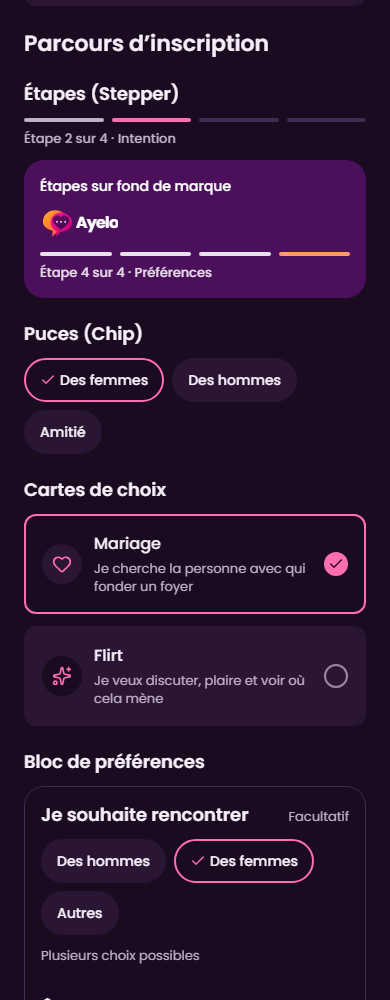 Parcours d’inscription
Étapes (Stepper)
Étape 2 sur 4 · Intention
Étapes sur fond de marque
Ayelo
Étape 4 sur 4 · Préférences
Puces (Chip)
Des femmes
Des hommes
Amitié
Cartes de choix
Mariage
Je cherche la personne avec qui
fonder un foyer
Flirt
Je veux discuter, plaire et voir où
cela mène
Bloc de préférences
Je souhaite rencontrer
Facultatif
Des hommes
Des femmes
Autres
Plusieurs choix possibles